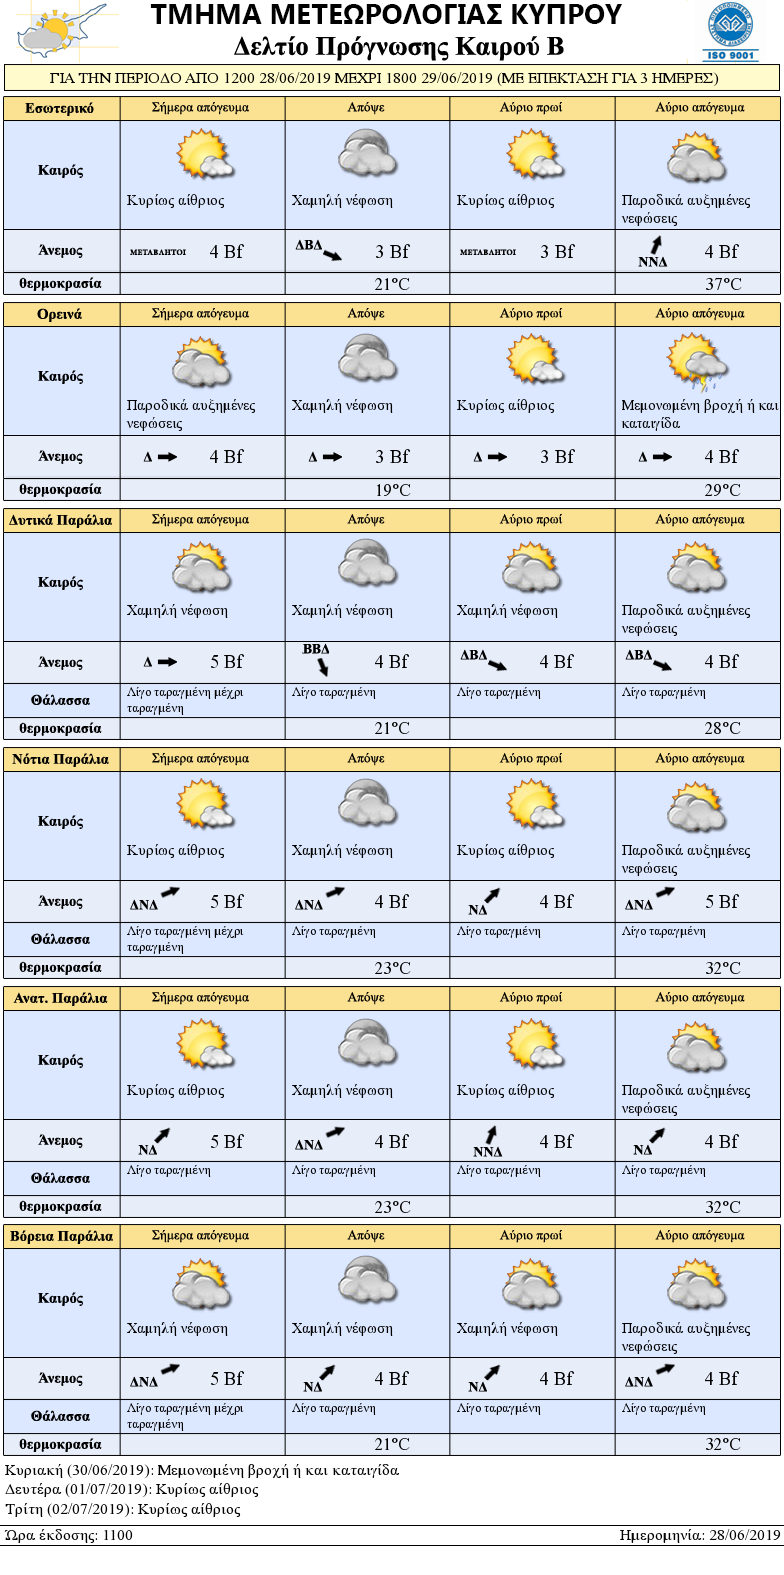 ΤΜΗΜΑ ΜΕΤΕΩΡΟΛΟΓΙΑΣ ΚΥΠΡΟΥ
Δελτίο Πρόγνωσης Καιρού Β
ISO 9001
ΓΙΑ ΤΗΝ ΠΕΡΙΟΔΟ ΑΠΟ 1200 28/06/2019 ΜΕΧΡΙ 1800 29/06/2019 (ΜΕ ΕΠΕΚΤΑΣΗ ΓΙΑ 3 ΗΜΕΡΕΣ)
Εσωτερικό Σήμερα απόγευμα Απόψε Αύριο πρωί Αύριο απόγευμα
Καιρός Κυρίως αίθριος Χαμηλή νέφωση Κυρίως αίθριος Παροδικά αυξημένες
νεφώσεις
Άνεμος ΜΕΤΑΒΛΗΤΟΙ 4 Bf ΔΒΔ 3 Bf ΜΕΤΑΒΛΗΤΟΙ 3 Bf ΝΝΔ 4 Bf
θερμοκρασία 21°C 37°C
Ορεινά Σήμερα απόγευμα Απόψε Αύριο πρωί Αύριο απόγευμα
Καιρός Παροδικά αυξημένες Χαμηλή νέφωση Κυρίως αίθριος Μεμονωμένη βροχή ή και
νεφώσεις καταιγίδα
Άνεμος Δ 4 Bf Δ 3 Bf Δ 3 Bf Δ 4 Bf
θερμοκρασία 19°C 29°C
Δυτικά Παράλια Σήμερα απόγευμα Απόψε Αύριο πρωί Αύριο απόγευμα
Καιρός Χαμηλή νέφωση Χαμηλή νέφωση Χαμηλή νέφωση Παροδικά αυξημένες
νεφώσεις
Άνεμος Δ 5 Bf ΒΒΔ 4 Bf ΔΒΔ 4 Bf ΔΒΔ 4 Bf
Θάλασσα Λίγο ταραγμένη μέχρι Λίγο ταραγμένη Λίγο ταραγμένη Λίγο ταραγμένη
ταραγμένη
θερμοκρασία 21°C 28°C
Νότια Παράλια Σήμερα απόγευμα Απόψε Αύριο πρωί Αύριο απόγευμα
Καιρός Κυρίως αίθριος Χαμηλή νέφωση Κυρίως αίθριος Παροδικά αυξημένες
νεφώσεις
Άνεμος ΔΝΔ 5 Bf ΔΝΔ 4 Bf ΝΔ 4 Bf ΔΝΔ 5 Bf
Θάλασσα Λίγο ταραγμένη μέχρι Λίγο ταραγμένη Λίγο ταραγμένη Λίγο ταραγμένη
ταραγμένη
θερμοκρασία 23°C 32°C
Ανατ. Παράλια Σήμερα απόγευμα Απόψε Αύριο πρωί Αύριο απόγευμα
Καιρός Κυρίως αίθριος Χαμηλή νέφωση Κυρίως αίθριος Παροδικά αυξημένες
νεφώσεις
Άνεμος ΝΔ 5 Bf ΔΝΔ 4 Bf ΝΝΔ 4 Bf ΝΔ 4 Bf
Θάλασσα Λίγο ταραγμένη Λίγο ταραγμένη Λίγο ταραγμένη Λίγο ταραγμένη
θερμοκρασία 23°C 32°C
Βόρεια Παράλια Σήμερα απόγευμα Απόψε Αύριο πρωί Αύριο απόγευμα
Καιρός Χαμηλή νέφωση Χαμηλή νέφωση Χαμηλή νέφωση Παροδικά αυξημένες
νεφώσεις
Άνεμος ΔΝΔ 5 Bf ΝΔ 4 Bf ΝΔ 4 Bf ΔΝΔ 4 Bf
Θάλασσα Λίγο ταραγμένη μέχρι Λίγο ταραγμένη Λίγο ταραγμένη Λίγο ταραγμένη
ταραγμένη
θερμοκρασία 21°C 32°C
Κυριακή (30/06/2019): Μεμονωμένη βροχή ή και καταιγίδα
Δευτέρα (01/07/2019): Κυρίως αίθριος
Τρίτη (02/07/2019): Κυρίως αίθριος
Ώρα έκδοσης: 1100 Ημερομηνία: 28/06/2019